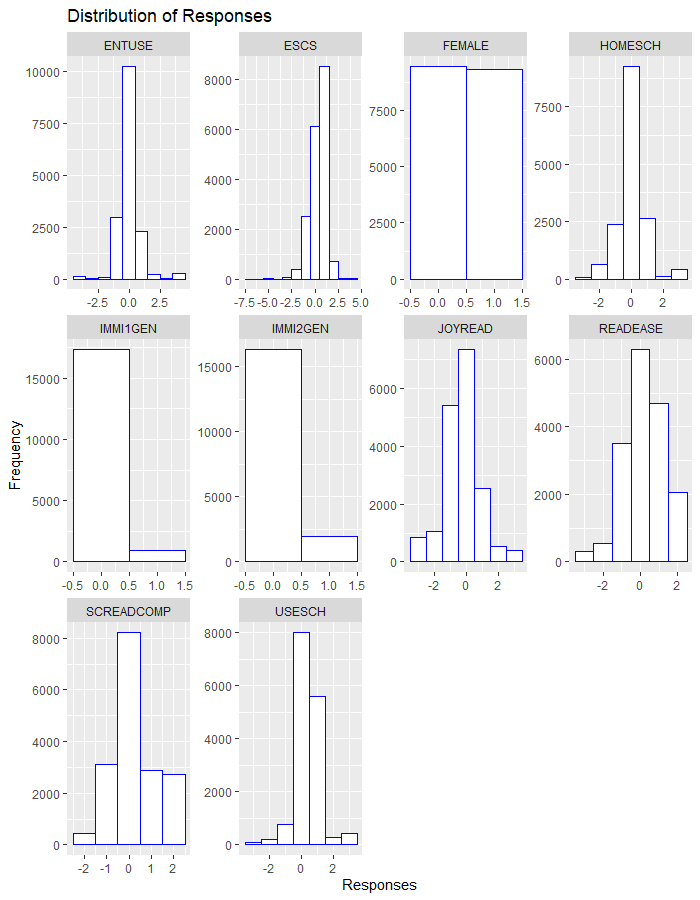 Distribution of Responses
ENTUSE ESCS FEMALE HOMESCH
10000
7500
5000
2500
0
-2.5 0.0 2.5
8000
6000
4000
2000
0
-7.5 -5.0 -2.5 0.0 2.5 5.0
7500
5000
2500
0
-0.5 0.0 0.5 1.0 1.5
7500
5000
2500
0
-2 0 2
IMMI1GEN IMMI2GEN JOYREAD READEASE
15000
10000
5000
0
-0.5 0.0 0.5 1.0 1.5
15000
10000
5000
0
-0.5 0.0 0.5 1.0 1.5
6000
4000
2000
0
-2 0 2
6000
4000
2000
0
-2 0 2
Frequency
SCREADCOMP USESCH
8000
6000
4000
2000
0
-2 -1 0 1 2
8000
6000
4000
2000
0
-2 0 2
Responses